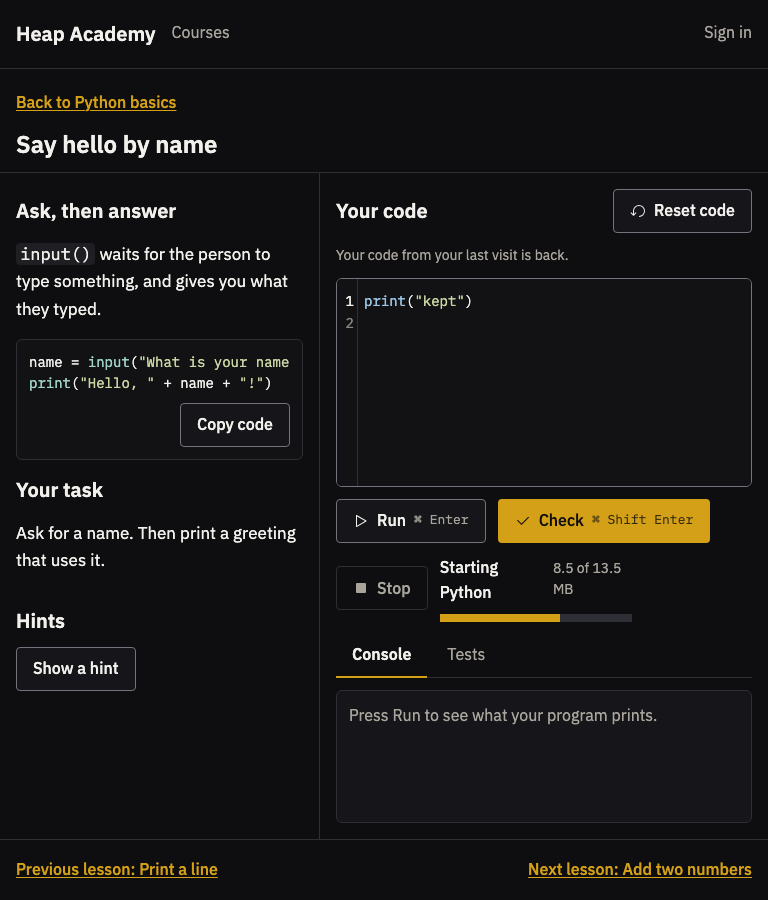 Heap Academy Courses Sign in
Back to Python basics
Say hello by name
Ask, then answer
input() waits for the person to
type something, and gives you what
they typed.
name = input("What is your name
print("Hello, " + name + "!")
Copy code
Your task
Ask for a name. Then print a greeting
that uses it.
Hints
Show a hint
Your code
Reset code
Your code from your last visit is back.
1 print("kept")
2
Run ⌘ Enter
Check ⌘ Shift Enter
Stop
Starting
Python
8.5 of 13.5
MB
Console Tests
Press Run to see what your program prints.
Previous lesson: Print a line
Next lesson: Add two numbers